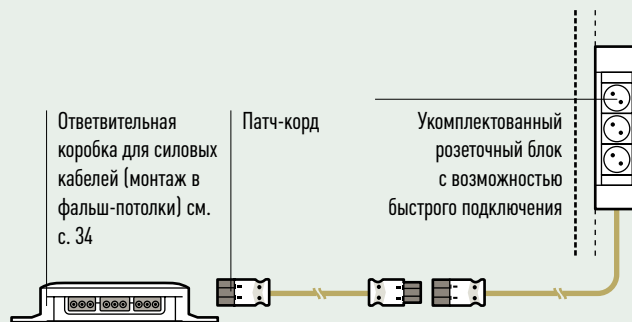 Ответвительная
коробка для силовых
кабелей (монтаж в
фальш-потолки) см.
с. 34
Патч-корд
Укомплектованный
розеточный блок
с возможностью
быстрого подключения